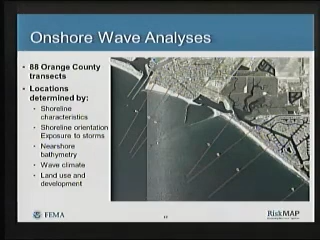 Onshore Wave Analyses
• 88 Orange County
transects
• Locations
determined by:
• Shoreline
characteristics
• Shoreline orientation
Exposure to storms
• Nearshore
bathymetry
• Wave climate
• Land use and
development
FEMA
RiskMAP